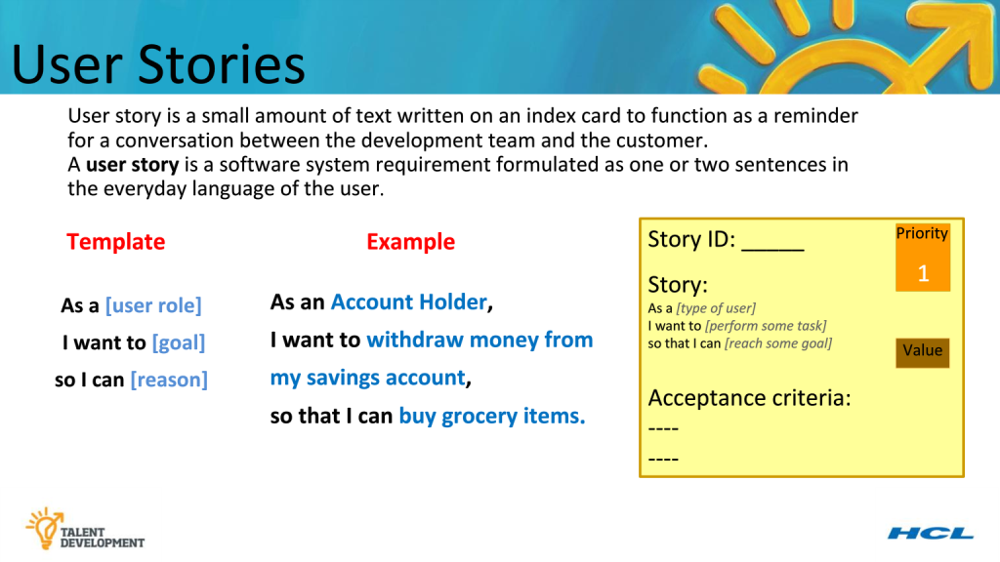 User Stories
User story is a small amount of text written on an index card to function as a reminder
for a conversation between the development team and the customer.
A user story is a software system requirement formulated as one or two sentences in
the everyday language of the user.
Template
As a [user role]
I want to [goal]
so I can [reason]
Example
As an Account Holder,
I want to withdraw money from
my savings account,
so that I can buy grocery items.
Story ID: _____
Priority
1
Story:
As a [type of user]
I want to [perform some task]
so that I can [reach some goal]
Value
Acceptance criteria:
----
----
TALENT
DEVELOPMENT
HCL